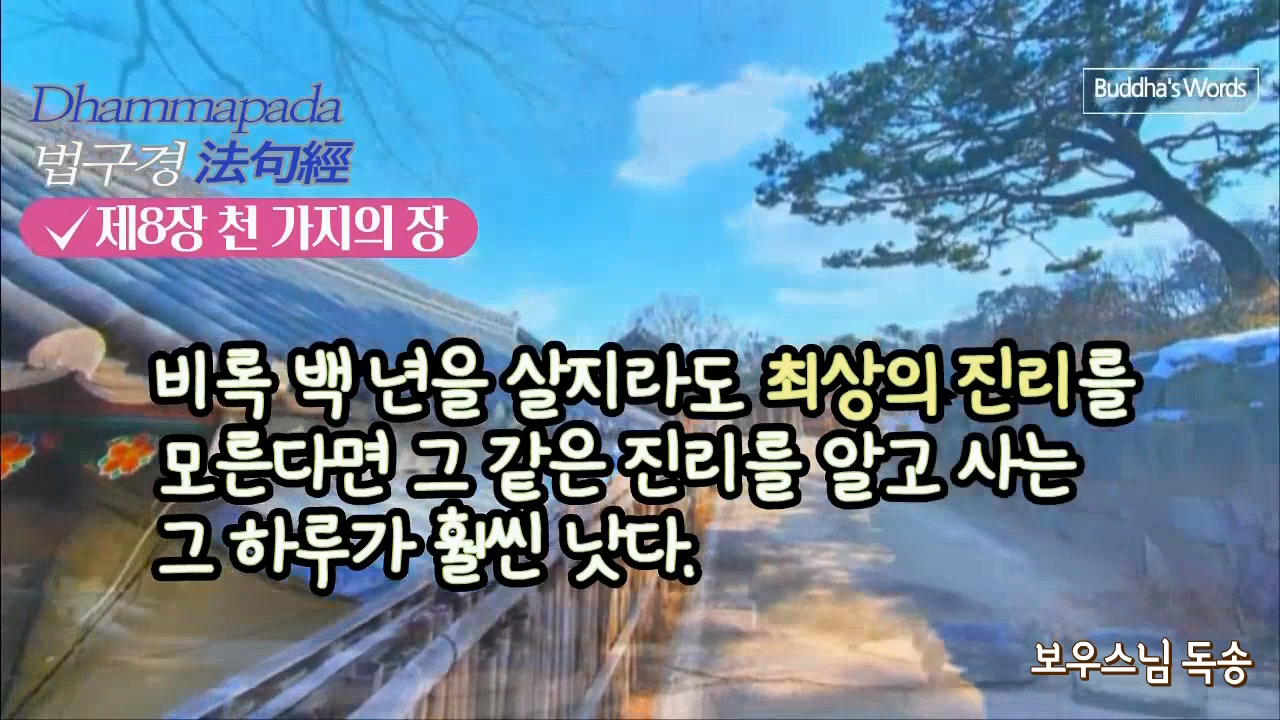 Dhammapada
법구경 法句經
제8장 천 가지의 장
Buddha's Words
비록 백 년을 살지라도 최상의 진리를
모른다면 그 같은 진리를 알고 사는
그 하루가 훨씬 낫다.
보우스님 독송